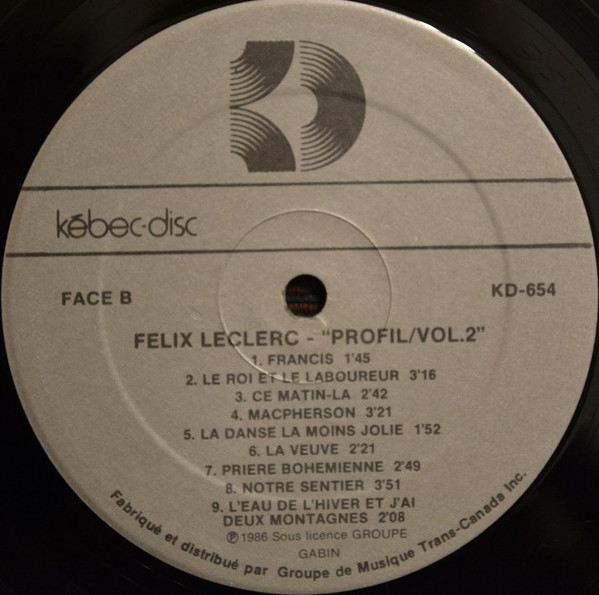 kébec-disc
FACE B
KD-654
FELIX LECLERC - "PROFIL/VOL.2"
1. FRANCIS 1'45
2. LE ROI ET LE LABOUREUR 3'16
3. CE MATIN-LA 2'42
4. MACPHERSON 3'21
5. LA DANSE LA MOINS JOLIE 1'52
6. LA VEUVE 2'21
7. PRIERE BOHEMIENNE 2'49
8. NOTRE SENTIER 3'51
9. L'EAU DE L'HIVER ET J'AI
DEUX MONTAGNES 2'08
℗ 1986 Sous licence GROUPE
GABIN
Fabriqué et distribué par Groupe de Musique Trans-Canada Inc.